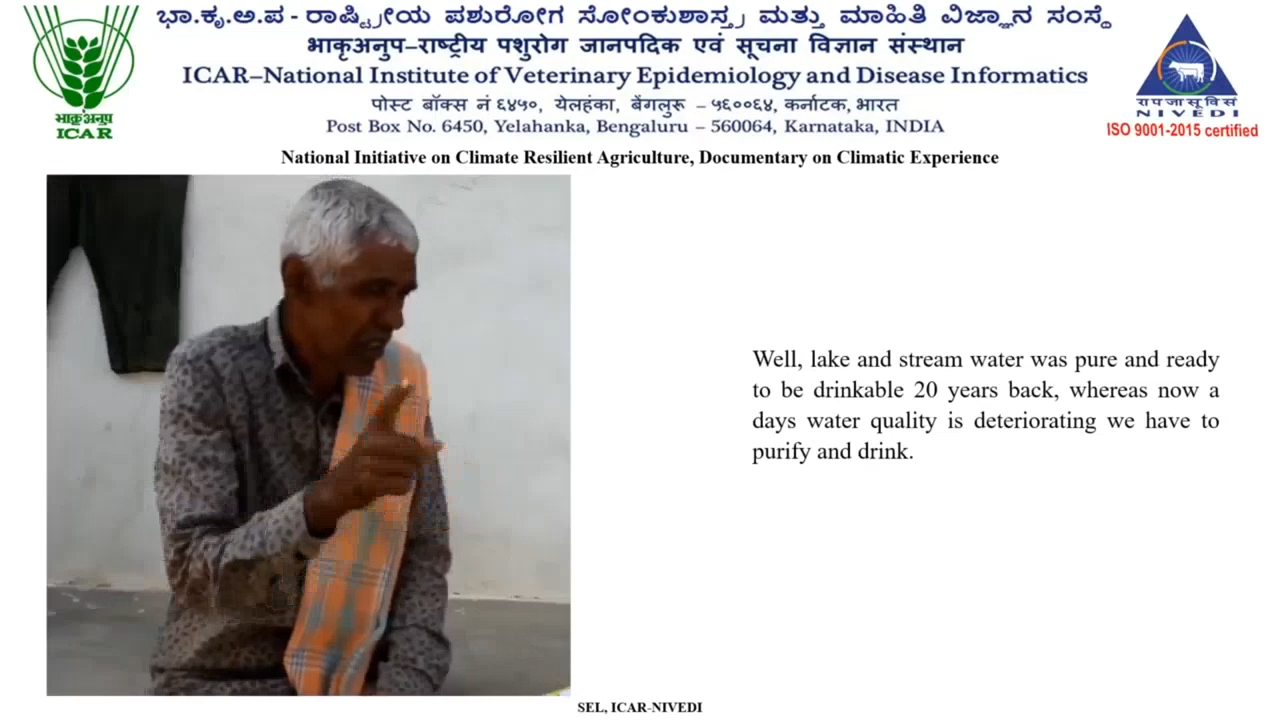 ಭಾ.ಕೃ.ಅ.ಪ - ರಾಷ್ಟ್ರೀಯ ಪಶುರೋಗ ಸೋಂಕುಶಾಸ್ತ್ರ ಮತ್ತು ಮಾಹಿತಿ ವಿಜ್ಞಾನ ಸಂಸ್ಥೆ
भाकृअनुप–राष्ट्रीय पशुरोग जानपदिक एवं सूचना विज्ञान संस्थान
ICAR–National Institute of Veterinary Epidemiology and Disease Informatics
पोस्ट बॉक्स नं ६४५०, येलहंका, बेंगलुरू – ५६००६४, कर्नाटक, भारत
Post Box No. 6450, Yelahanka, Bengaluru – 560064, Karnataka, INDIA
भाकृअनुप
ICAR
रापजासूविसं
NIVEDI
ISO 9001-2015 certified
National Initiative on Climate Resilient Agriculture, Documentary on Climatic Experience
Well, lake and stream water was pure and ready
to be drinkable 20 years back, whereas now a
days water quality is deteriorating we have to
purify and drink.
SEL, ICAR-NIVEDI